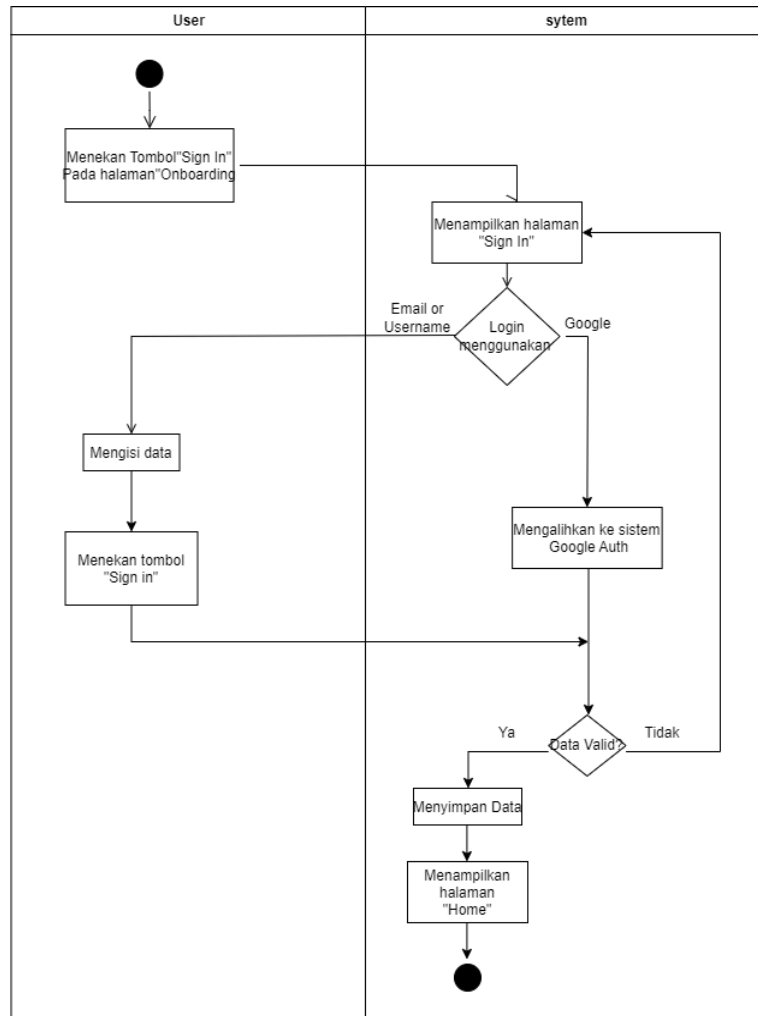 User
sytem
Menekan Tombol"Sign In"
Pada halaman"Onboarding
Menampilkan halaman
"Sign In"
Email or
Username
Login
menggunakan
Google
Mengisi data
Menekan tombol
"Sign in"
Mengalihkan ke sistem
Google Auth
Ya
Data Valid?
Tidak
Menyimpan Data
Menampilkan
halaman
"Home"